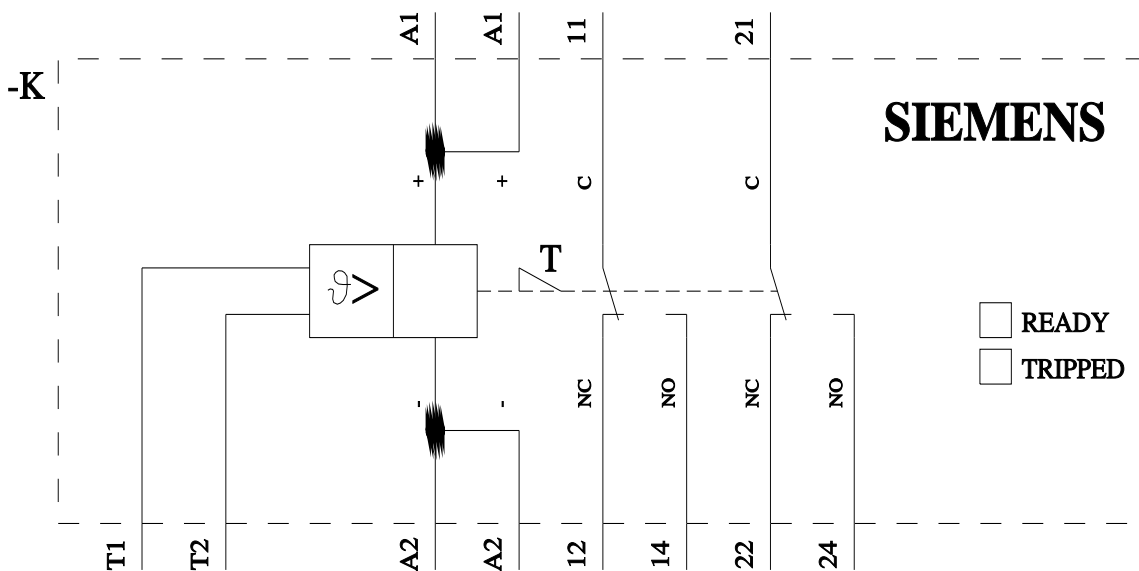 A1
A1
11
21
-K
SIEMENS
+
+
C
C
T
ϑ>
READY
TRIPPED
-
-
NC
NO
NC
NO
T1
T2
A2
A2
12
14
22
24